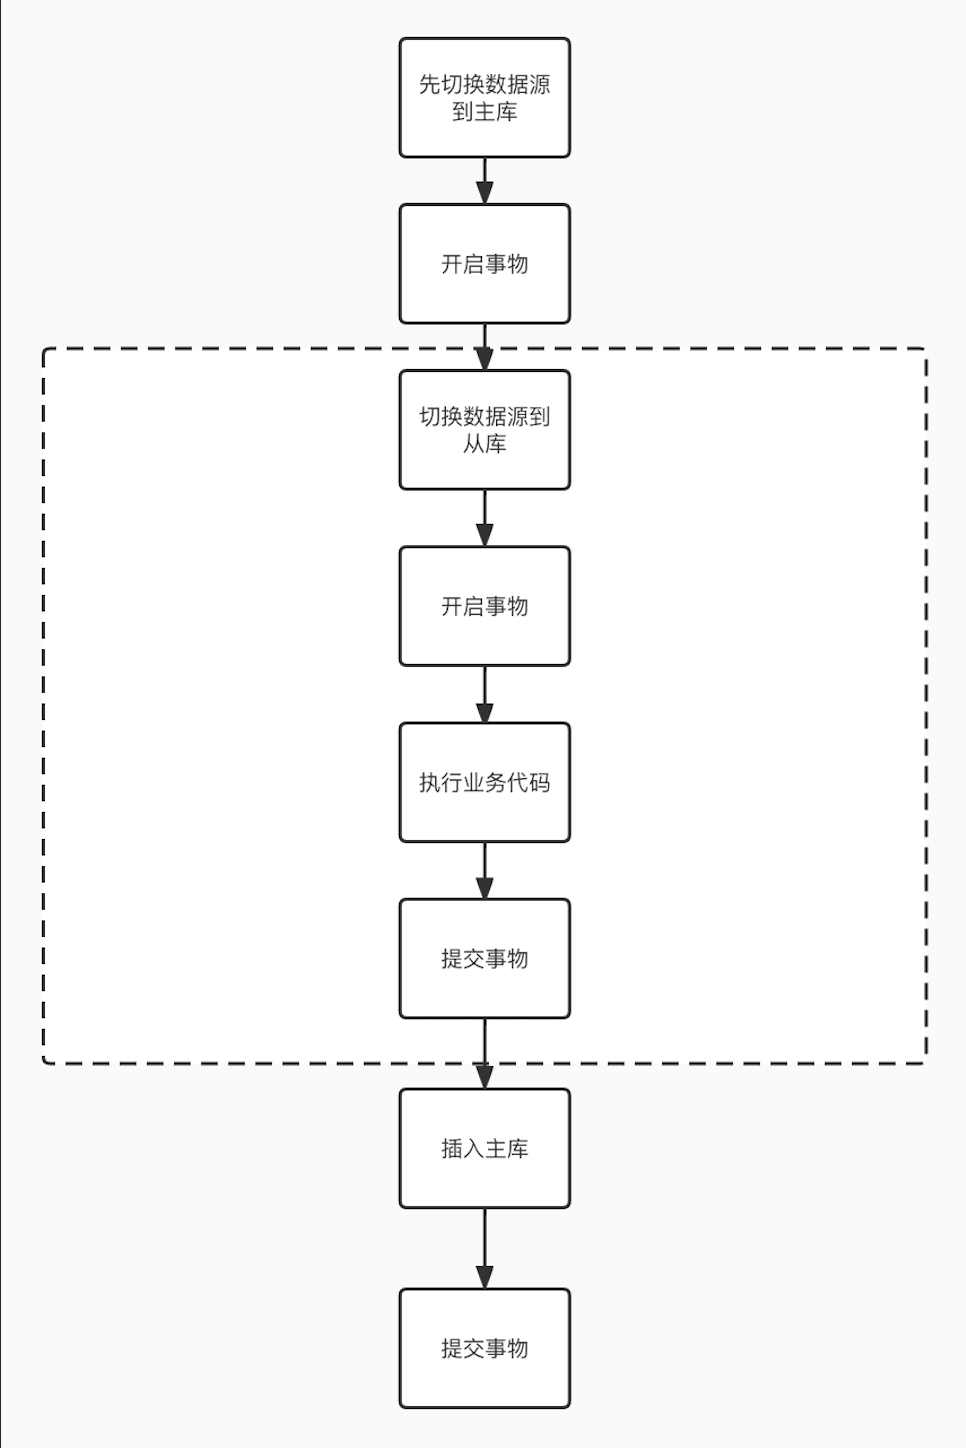 先切换数据源
到主库
开启事物
切换数据源到
从库
开启事物
执行业务代码
提交事物
插入主库
提交事物